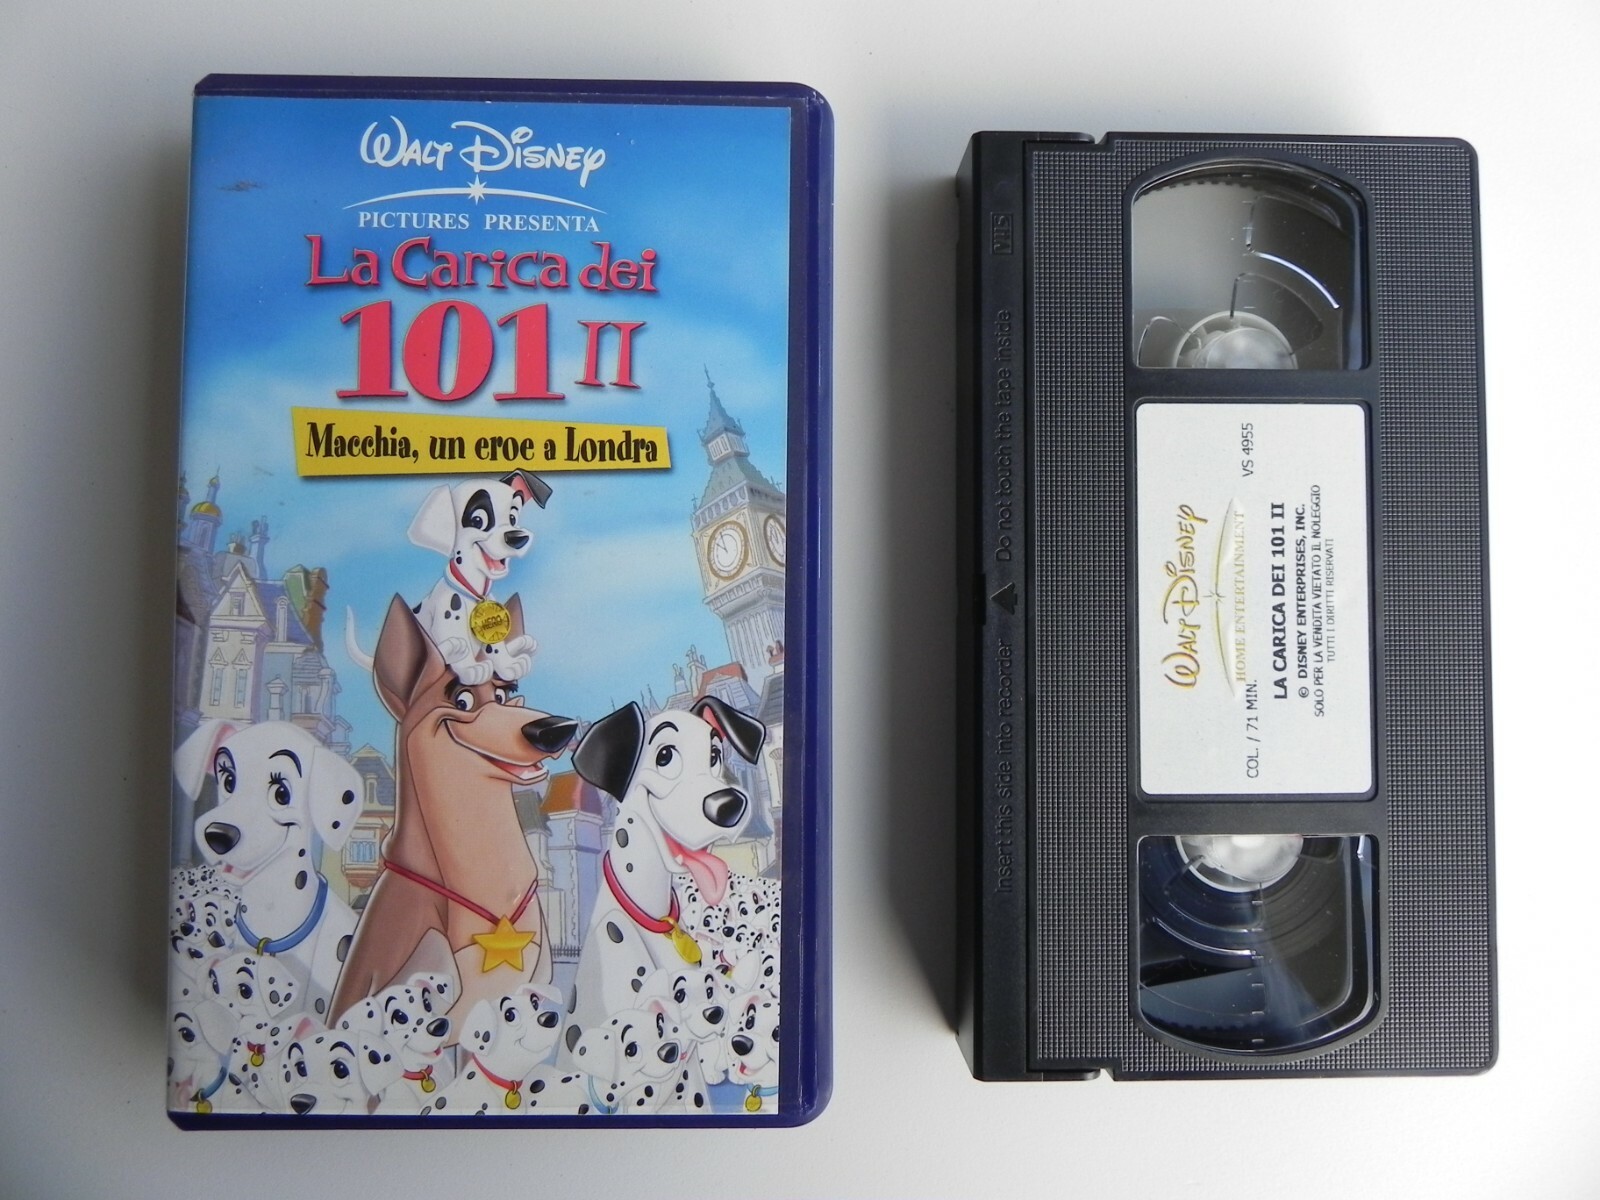 WALT DISNEY
PICTURES PRESENTA
La Carica dei
101 II
Macchia, un eroe a Londra
HERO
VHS
Do not touch the tape inside
Insert this side into recorder
WALT DISNEY
HOME ENTERTAINMENT
COL. / 71 MIN.
VS 4955
LA CARICA DEI 101 II
© DISNEY ENTERPRISES, INC.
SOLO PER LA VENDITA VIETATO IL NOLEGGIO
TUTTI I DIRITTI RISERVATI